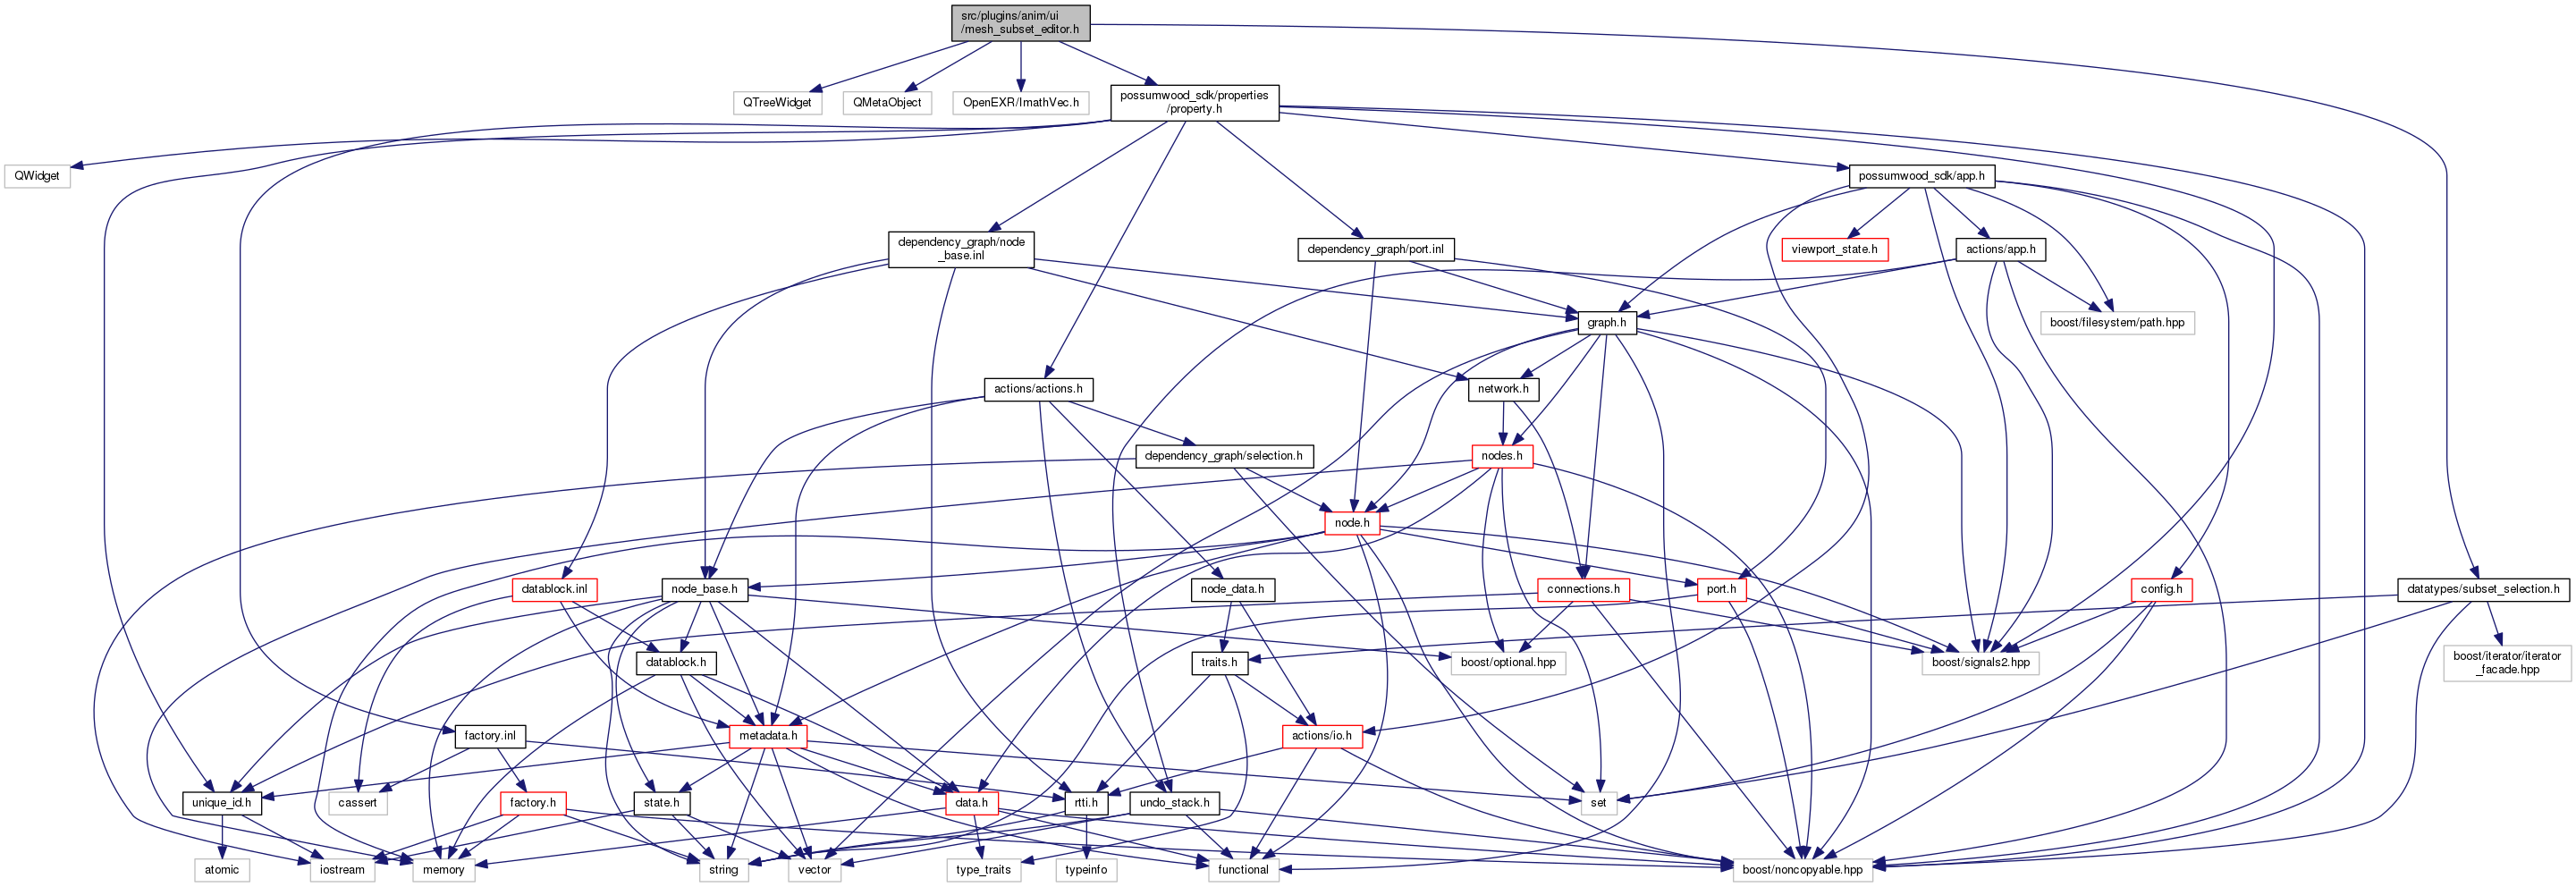 src/plugins/anim/ui
/mesh_subset_editor.h
QTreeWidget
QMetaObject
OpenEXR/ImathVec.h
possumwood_sdk/properties
/property.h
QWidget
possumwood_sdk/app.h
dependency_graph/node
_base.inl
dependency_graph/port.inl
viewport_state.h
actions/app.h
graph.h
boost/filesystem/path.hpp
actions/actions.h
network.h
dependency_graph/selection.h
nodes.h
node.h
datablock.inl
node_base.h
node_data.h
connections.h
port.h
config.h
datatypes/subset_selection.h
datablock.h
traits.h
boost/optional.hpp
boost/signals2.hpp
boost/iterator/iterator
_facade.hpp
factory.inl
metadata.h
actions/io.h
unique_id.h
cassert
factory.h
state.h
data.h
rtti.h
undo_stack.h
set
atomic
iostream
memory
string
vector
type_traits
typeinfo
functional
boost/noncopyable.hpp